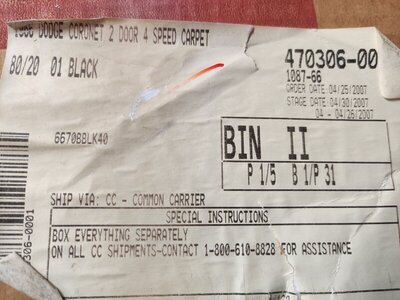 1966 DODGE CORONET 2 DOOR 4 SPEED CARPET
80/20 01 BLACK
470306-00
1087-66
ORDER DATE: 04/25/2007
STAGE DATE: 04/30/2007
04 - 04/26/2007
6670BBLK40
BIN II
P 1/5 B 1/P 31
SHIP VIA: CC - COMMON CARRIER
SPECIAL INSTRUCTIONS
BOX EVERYTHING SEPARATELY
ON ALL CC SHIPMENTS-CONTACT 1-800-610-8828 FOR ASSISTANCE
306-0001